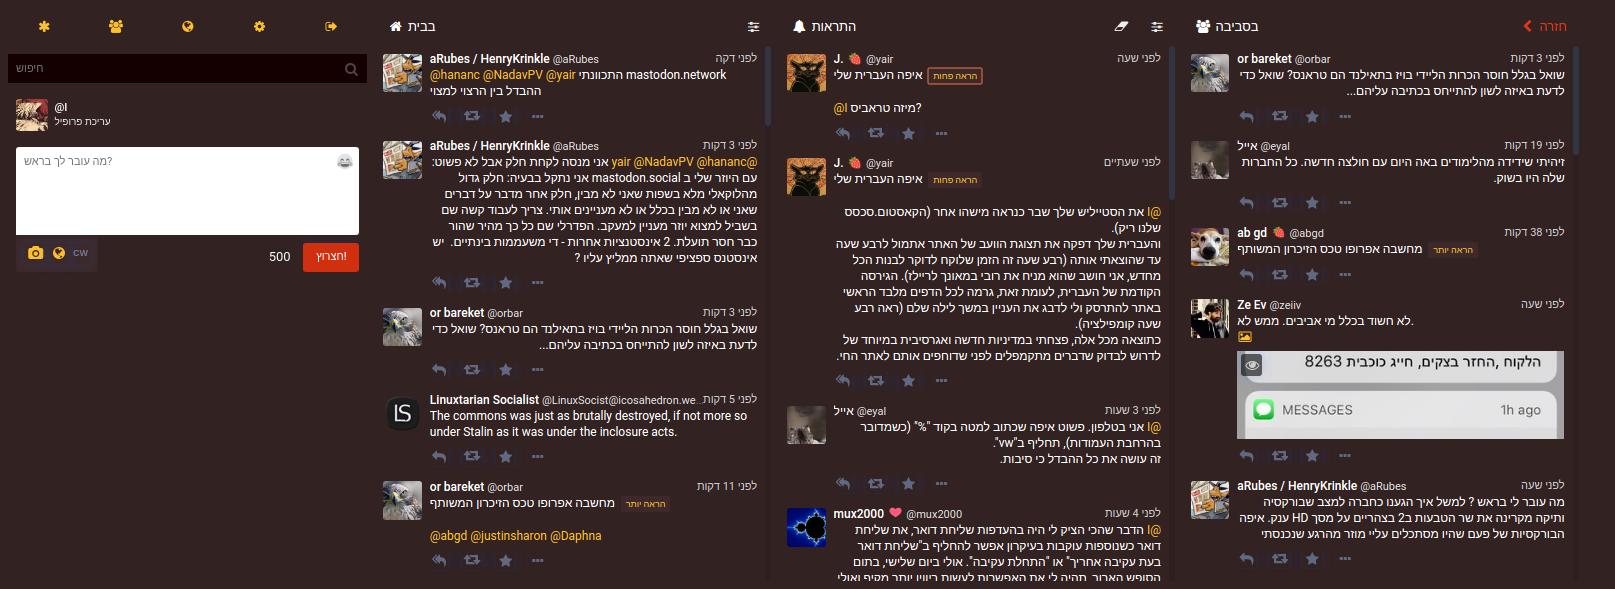 חיפוש
@I
עריכת פרופיל
מה עובר לך בראש?
CW
500
חצרוץ!
בבית
aRubes / HenryKrinkle @aRubes
לפני דקה
@hananc @NadavPV @yair התכוונתי mastodon.network
ההבדל בין הרצוי למצוי
aRubes / HenryKrinkle @aRubes
לפני 3 דקות
@yair @NadavPV @hananc אני מנסה לקחת חלק אבל לא פשוט:
עם היוזר שלי ב mastodon.social אני נתקל בבעיה: חלק גדול
מהלוקאלי מלא בשפות שאני לא מבין, חלק אחר מדבר על דברים
שאני או לא מבין בכלל או לא מעניינים אותי. צריך לעבוד קשה שם
בשביל למצוא יוזר מעניין למעקב. הפדרלי שם כל כך מהיר שהור
כבר חסר תועלת. 2 אינסטנציות אחרות - די משעממות בינתיים. יש
אינסטנס ספציפי שאתה ממליץ עליו ?
or bareket @orbar
לפני 3 דקות
שואל בגלל חוסר הכרות הליידי בויז בתאילנד הם טראנס? שואל כדי
לדעת באיזה לשון להתייחס בכתיבה עליהם...
Linuxtarian Socialist @LinuxSocist@icosahedron.we..
לפני 5 דקות
The commons was just as brutally destroyed, if not more so
under Stalin as it was under the inclosure acts.
or bareket @orbar
לפני 11 דקות
מחשבה אפרופו טכס הזיכרון המשותף הראה יותר
@abgd @justinsharon @Daphna
התראות
J. 🍓 @yair
לפני שעה
איפה העברית שלי הראה פחות
@I מיזה טראביס?
J. 🍓 @yair
לפני שעתיים
איפה העברית שלי הראה פחות
@I את הסטייליש שלך שבר כנראה מישהו אחר (הקאסטום.סכסס
שלנו ריק).
והעברית שלך דפקה את תצוגת הוועב של האתר אתמול לרבע שעה
עד שהוצאתי אותה (רבע שעה זה הזמן שלוקח לדוקר לבנות הכל
מחדש, אני חושב שהוא מניח את רובי במאונך לריילז). הגירסה
הקודמת של העברית, לעומת זאת, גרמה לכל הדפים מלבד הראשי
באתר להתרסק ולי לדבג את העניין במשך לילה שלם (ראה רבע
שעה קומפילציה).
כתוצאה מכל אלה, פצחתי במדיניות חדשה ואגרסיבית במיוחד של
לדרוש לבדוק שדברים מתקמפלים לפני שדוחפים אותם לאתר החי.
אייל @eyal
לפני 3 שעות
@I אני בטלפון. פשוט איפה שכתוב למטה בקוד "%" (כשמדובר
בהרחבת העמודות), תחליף ב"vw".
זה עושה את כל ההבדל כי סיבות.
mux2000 ❤ @mux2000
לפני 4 שעות
@I הדבר שהכי הציק לי היה בהעדפות שליחת דואר, את שליחת
דואר כשנוספות עוקבות בעיקרון אפשר להחליף ב"שליחת דואר
בעת עקיבה אחריך" או "התחלת עקיבה". אולי ביום שלישי, בתום
הסופש הארוך, תהיה לי את האפשרות לעשות ריוויו יותר מקיף ואולי
בסביבה
חזרה
or bareket @orbar
לפני 3 דקות
שואל בגלל חוסר הכרות הליידי בויז בתאילנד הם טראנס? שואל כדי
לדעת באיזה לשון להתייחס בכתיבה עליהם...
אייל @eyal
לפני 19 דקות
זיהיתי שידידה מהלימודים באה היום עם חולצה חדשה. כל החברות
שלה היו בשוק.
ab gd 🍓 @abgd
לפני 38 דקות
מחשבה אפרופו טכס הזיכרון המשותף הראה יותר
Ze Ev @zeiiv
לפני שעה
לא חשוד בכלל מי אביבים. ממש לא.
הלקוח ,החזר בצקים, חייג כוכבית 8263
MESSAGES
1h ago
aRubes / HenryKrinkle @aRubes
לפני שעה
מה עובר לי בראש ? למשל איך הגענו כחברה למצב שבורקסיה
ותיקה מקרינה את שר הטבעות ב2 בצהריים על מסך HD ענק. איפה
הבורקסיות של פעם שהיו מסתכלים עליי מוזר מהרגע שנכנסתי